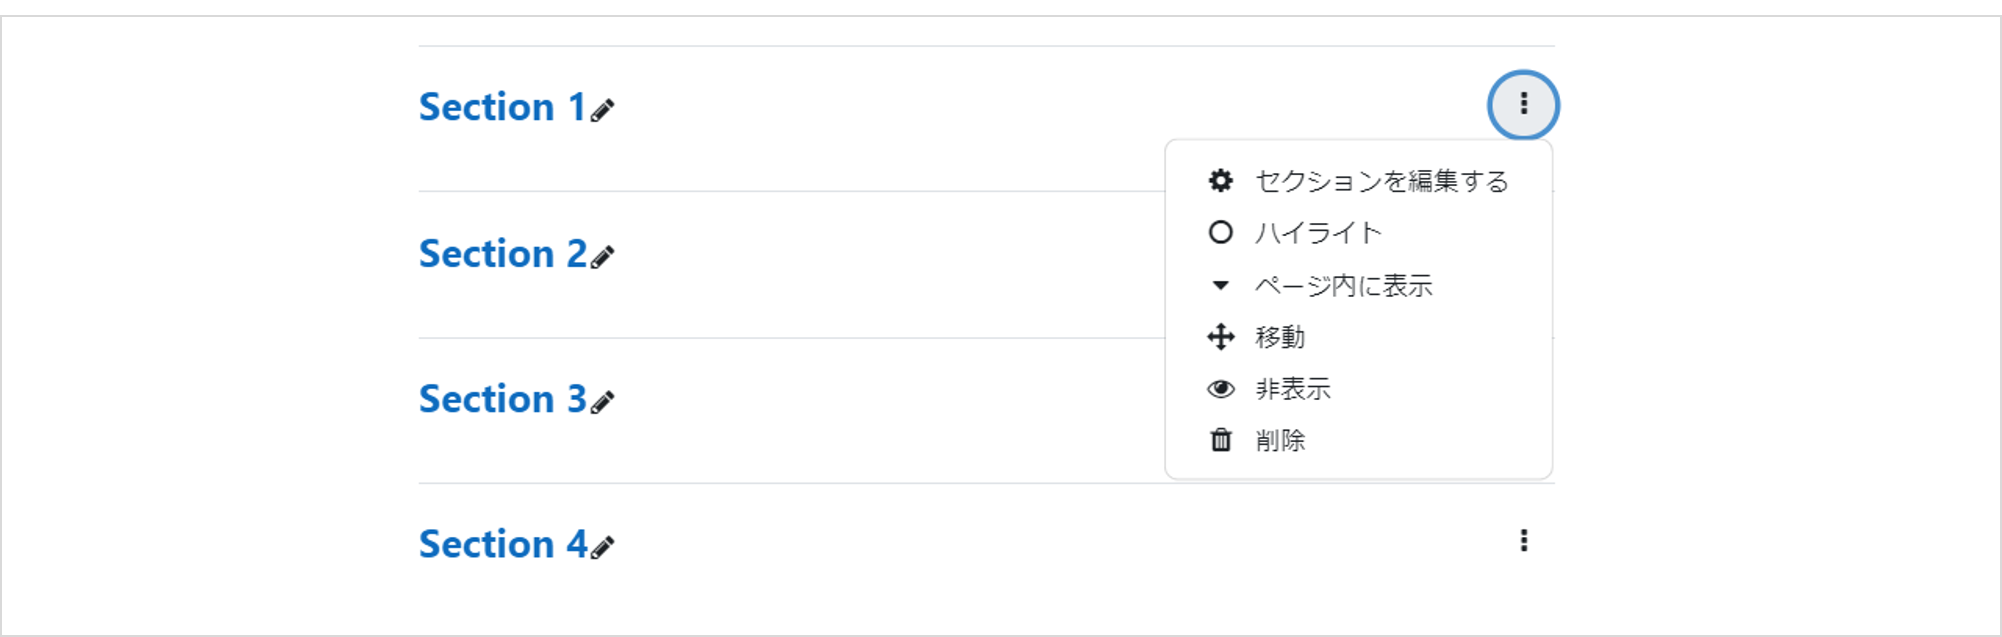 Section 1
セクションを編集する
Section 2
ハイライト
ページ内に表示
移動
Section 3
非表示
削除
Section 4